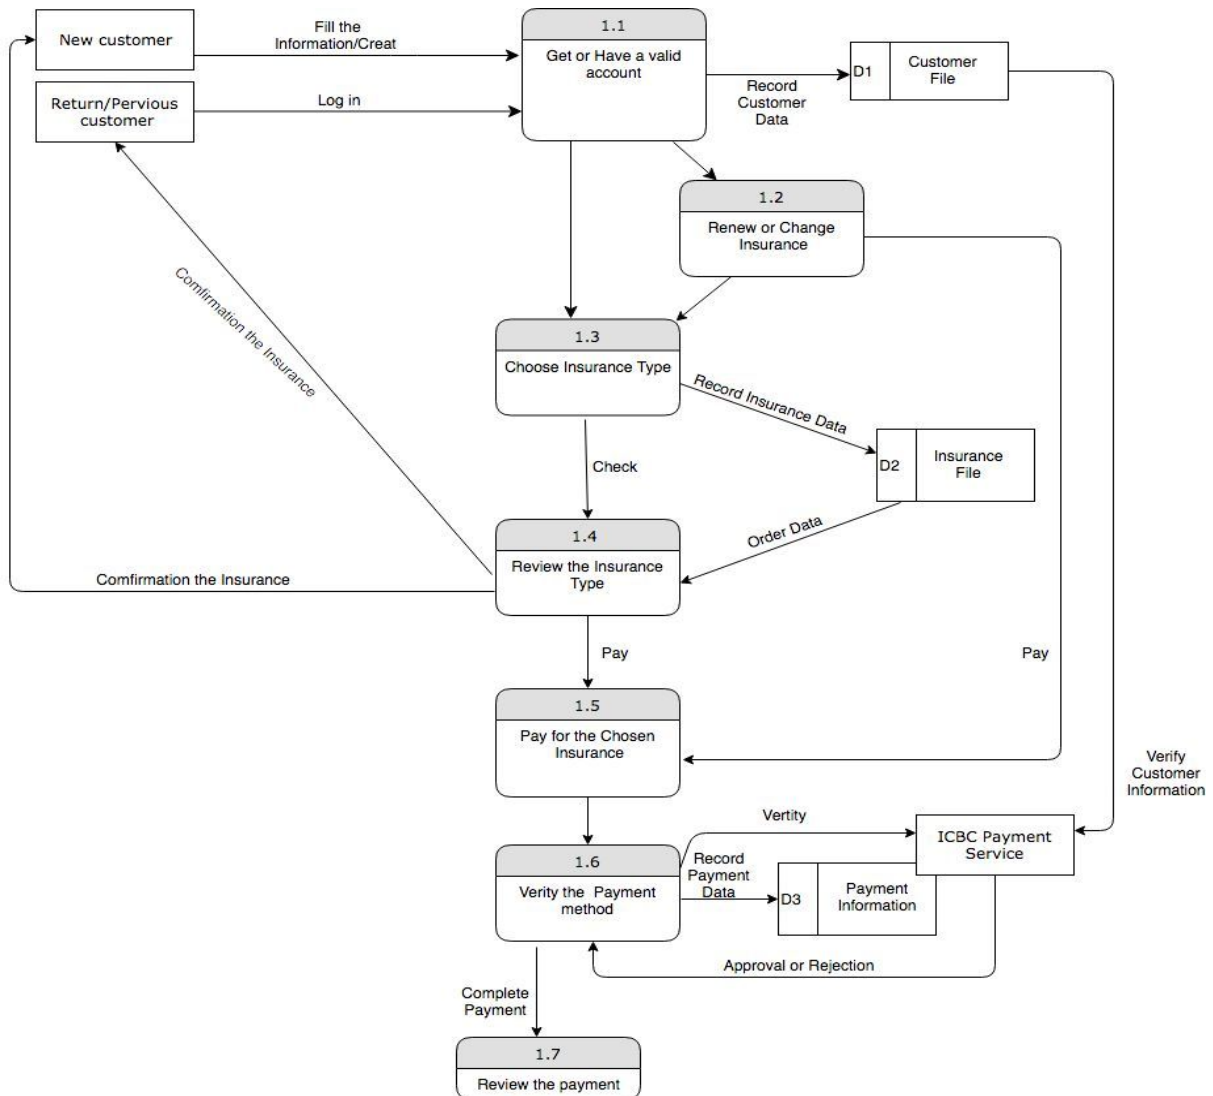 New customer
Fill the
Information/Creat
1.1
Get or Have a valid
account
D1
Customer
File
Return/Pervious
customer
Log in
Record
Customer
Data
1.2
Renew or Change
Insurance
Comfirmation the Insurance
1.3
Choose Insurance Type
Record Insurance Data
D2
Insurance
File
Check
Order Data
1.4
Review the Insurance
Type
Comfirmation the Insurance
Pay
Pay
1.5
Pay for the Chosen
Insurance
Verify
Customer
Information
Vertity
ICBC Payment
Service
1.6
Verity the Payment
method
Record
Payment
Data
D3
Payment
Information
Approval or Rejection
Complete
Payment
1.7
Review the payment